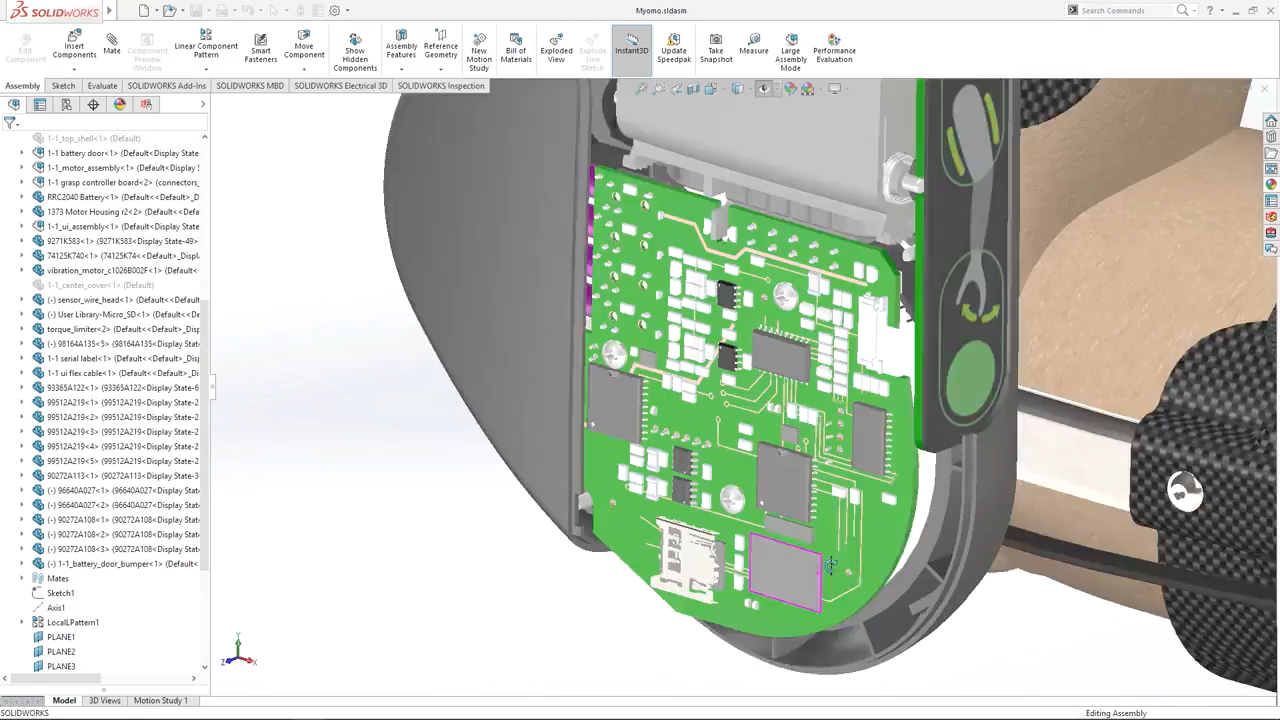 SOLIDWORKS
Myomo.sldasm
Search Commands
Edit Component
Insert Components
Mate
Component Preview Window
Linear Component Pattern
Smart Fasteners
Move Component
Show Hidden Components
Assembly Features
Reference Geometry
New Motion Study
Bill of Materials
Exploded View
Explode Line Sketch
Instant3D
Update Speedpak
Take Snapshot
Measure
Large Assembly Mode
Performance Evaluation
Assembly
Sketch
Evaluate
SOLIDWORKS Add-Ins
SOLIDWORKS MBD
SOLIDWORKS Electrical 3D
SOLIDWORKS Inspection
1-1_top_shell<1> (Default)
1-1 battery door<1> (Default<Display State-
1-1_motor_assembly<1> (Default<Display
1-1 grasp controller board<2> (connectors_
RRC2040 Battery<1> (Default<Display State-
1373 Motor Housing r2<2> (Default<Display
1-1_ui_assembly<1> (Default<Display State-
9271K583<1> (Display State-49>
74125K740<1> (Default<74125K74<<Default>_Dis
vibration_motor_c1026B002F<1> (Default<
1-1_center_cover<1> (Default)
(-) sensor_wire_head<1> (Default<<Default>
(-) User Library-Micro_SD<1> (Default<<Def
torque_limiter<2> (Default<<Default>_Displ
(-) 98164A135<5> (Default<Display State-
1-1 serial label<1> (Default<<Default>_Disp
1-1 ui flex cable<1> (Default<<Default>_Dis
93365A122<1> (93365A122<Display State-6
99512A219<1> (99512A219<Display State-2
99512A219<2> (99512A219<Display State-2
99512A219<3> (99512A219<Display State-2
99512A219<4> (99512A219<Display State-2
99512A219<5> (99512A219<Display State-2
90272A113<1> (90272A113<Display State-3
(-) 96640A027<1> (96640A027<Display State
(-) 96640A027<2> (96640A027<Display State
(-) 90272A108<1> (90272A108<Display State
(-) 90272A108<2> (90272A108<Display State
(-) 90272A108<3> (90272A108<Display State
(-) 1-1_battery_door_bumper<1> (Default<
Mates
Sketch1
Axis1
LocalLPattern1
PLANE1
PLANE2
PLANE3
Y
Z
X
Model
3D Views
Motion Study 1
SOLIDWORKS
Editing Assembly